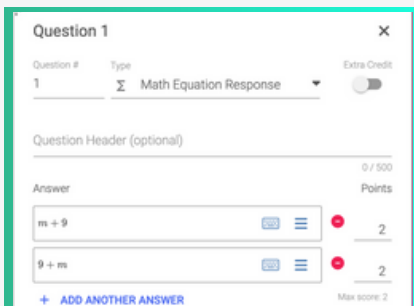 Question 1
Question # Type Extra Credit
1 Σ Math Equation Response
Question Header (optional)
0 / 500
Answer Points
m + 9 2
9 + m 2
+ ADD ANOTHER ANSWER Max score: 2